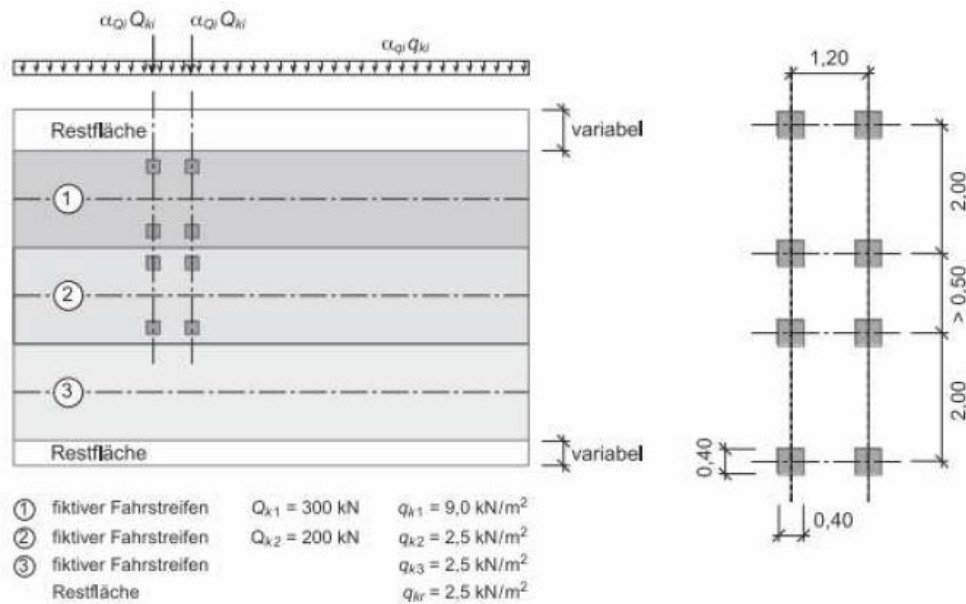 αQi Qki αQi Qki
αqi qki
Restfläche
variabel
1
2
3
Restfläche
variabel
1,20
2.00
> 0.50
2.00
0,40
0,40
① fiktiver Fahrstreifen Qk1 = 300 kN qk1 = 9,0 kN/m²
② fiktiver Fahrstreifen Qk2 = 200 kN qk2 = 2,5 kN/m²
③ fiktiver Fahrstreifen qk3 = 2,5 kN/m²
Restfläche qkr = 2,5 kN/m²